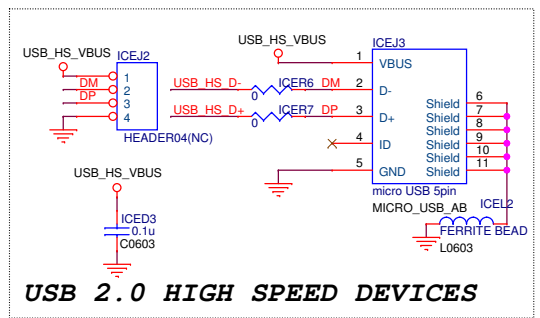 USB_HS_VBUS
ICEJ2
1
DM 2
DP 3
4
HEADER04(NC)
USB_HS_D- ICER6 DM
0
USB_HS_D+ ICER7 DP
0
USB_HS_VBUS
ICEJ3
1 VBUS
2 D-
3 D+
4 ID
5 GND
Shield 6
Shield 7
Shield 8
Shield 9
Shield 10
Shield 11
micro USB 5pin
MICRO_USB_AB
ICEL2
FERRITE BEAD
L0603
USB_HS_VBUS
ICED3
0.1u
C0603
USB 2.0 HIGH SPEED DEVICES